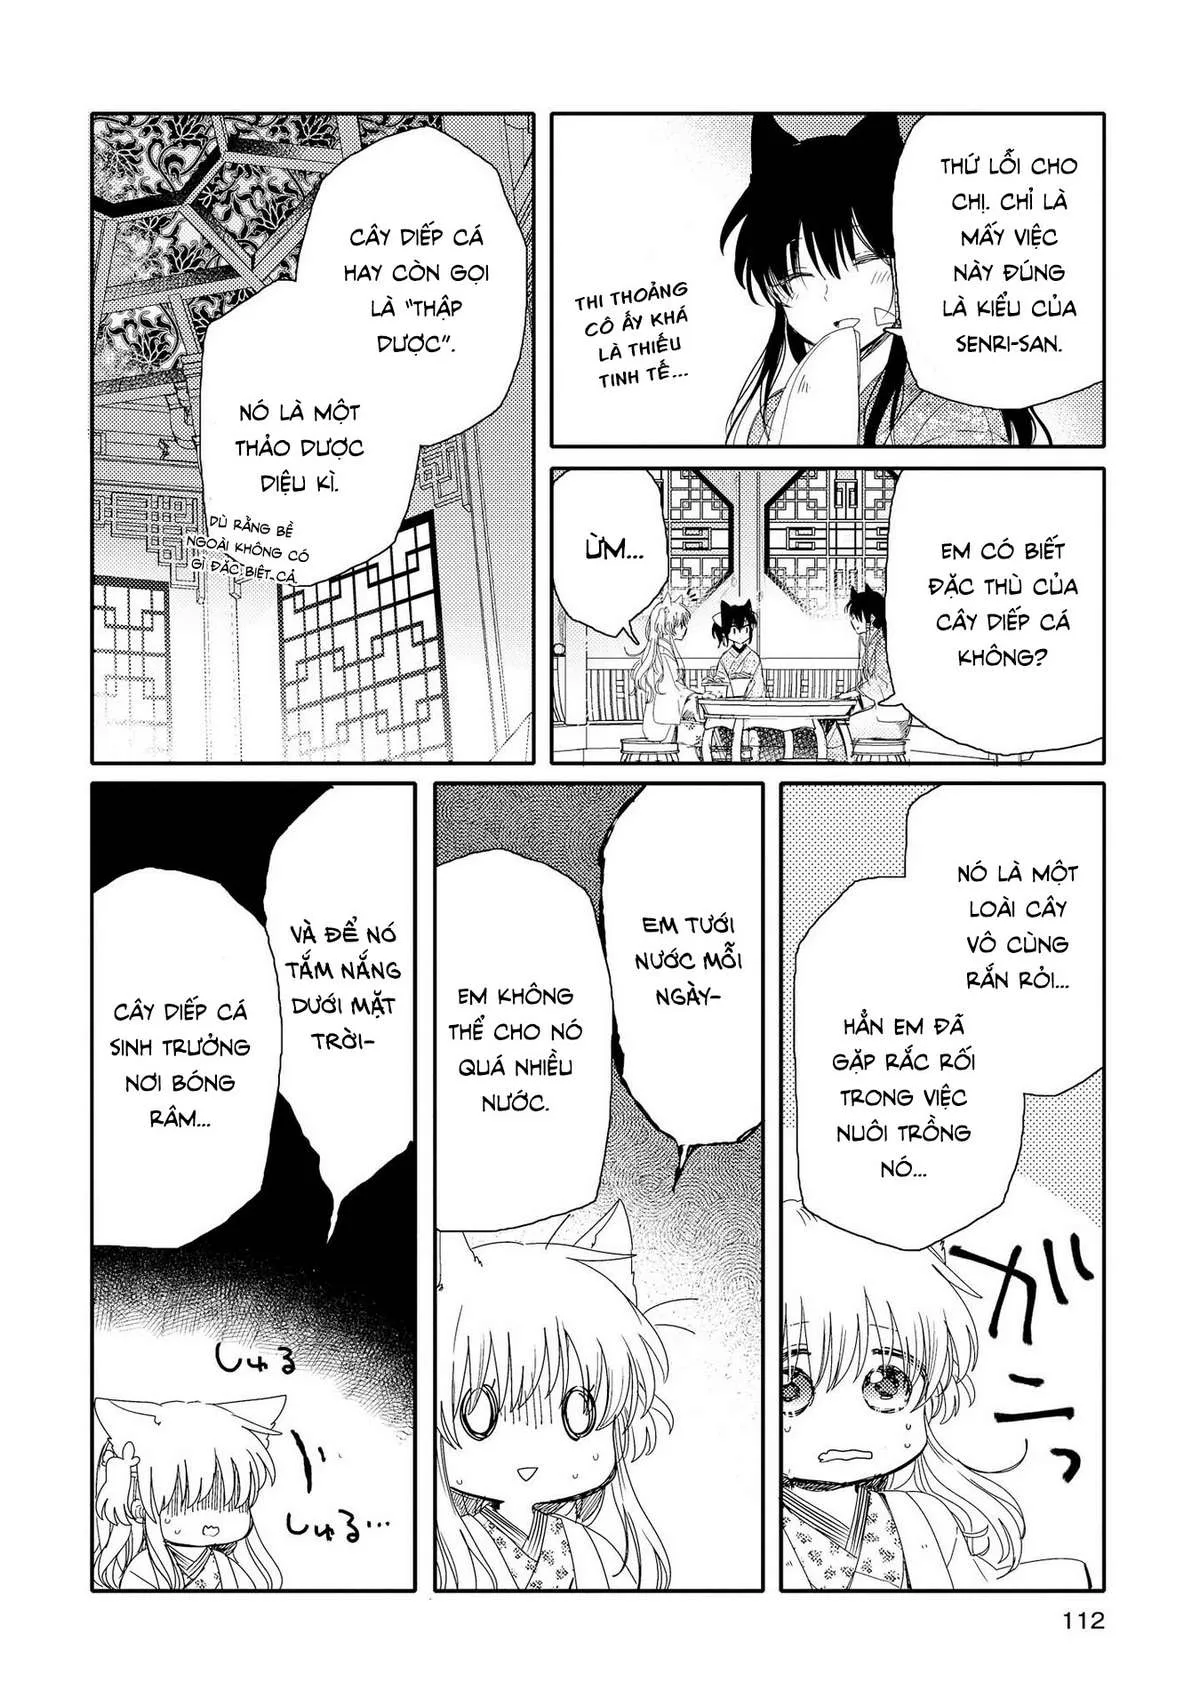 THỨ LỖI CHO
CHỊ. CHỈ LÀ
MẤY VIỆC
NÀY ĐÚNG
LÀ KIỂU CỦA
SENRI-SAN.
THI THOẢNG
CÔ ẤY KHÁ
LÀ THIẾU
TINH TẾ...
EM CÓ BIẾT
ĐẶC THÙ CỦA
CÂY DIẾP CÁ
KHÔNG?
ỪM...
CÂY DIẾP CÁ
HAY CÒN GỌI
LÀ "THẬP
DƯỢC".
NÓ LÀ MỘT
THẢO DƯỢC
DIỆU KÌ.
DÙ RẰNG BỀ
NGOÀI KHÔNG CÓ
GÌ ĐẶC BIỆT CẢ.
NÓ LÀ MỘT
LOÀI CÂY
VÔ CÙNG
RẮN RỎI...
HẲN EM ĐÃ
GẶP RẮC RỐI
TRONG VIỆC
NUÔI TRỒNG
NÓ...
ガーニっ
EM TƯỚI
NƯỚC MỖI
NGÀY-
EM KHÔNG
THỂ CHO NÓ
QUÁ NHIỀU
NƯỚC.
VÀ ĐỂ NÓ
TẮM NẮNG
DƯỚI MẶT
TRỜI-
CÂY DIẾP CÁ
SINH TRƯỞNG
NƠI BÓNG
RÂM...
しゅる
しゅる...
112